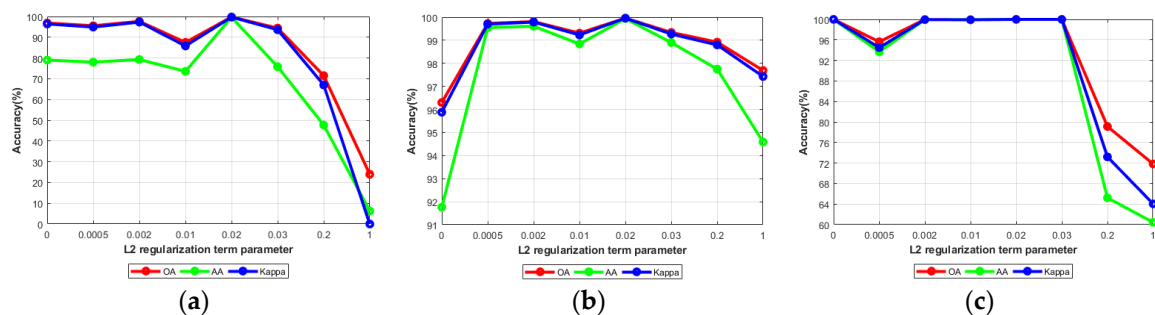 Accuracy(%)
100
90
80
70
60
50
40
30
20
10
0
0 0.0005 0.002 0.01 0.02 0.03 0.2 1
L2 regularization term parameter
OA AA Kappa
(a)
Accuracy(%)
100
99
98
97
96
95
94
93
92
91
0 0.0005 0.002 0.01 0.02 0.03 0.2 1
L2 regularization term parameter
OA AA Kappa
(b)
Accuracy(%)
100
96
92
88
84
80
76
72
68
64
60
0 0.0005 0.002 0.01 0.02 0.03 0.2 1
L2 regularization term parameter
OA AA Kappa
(c)